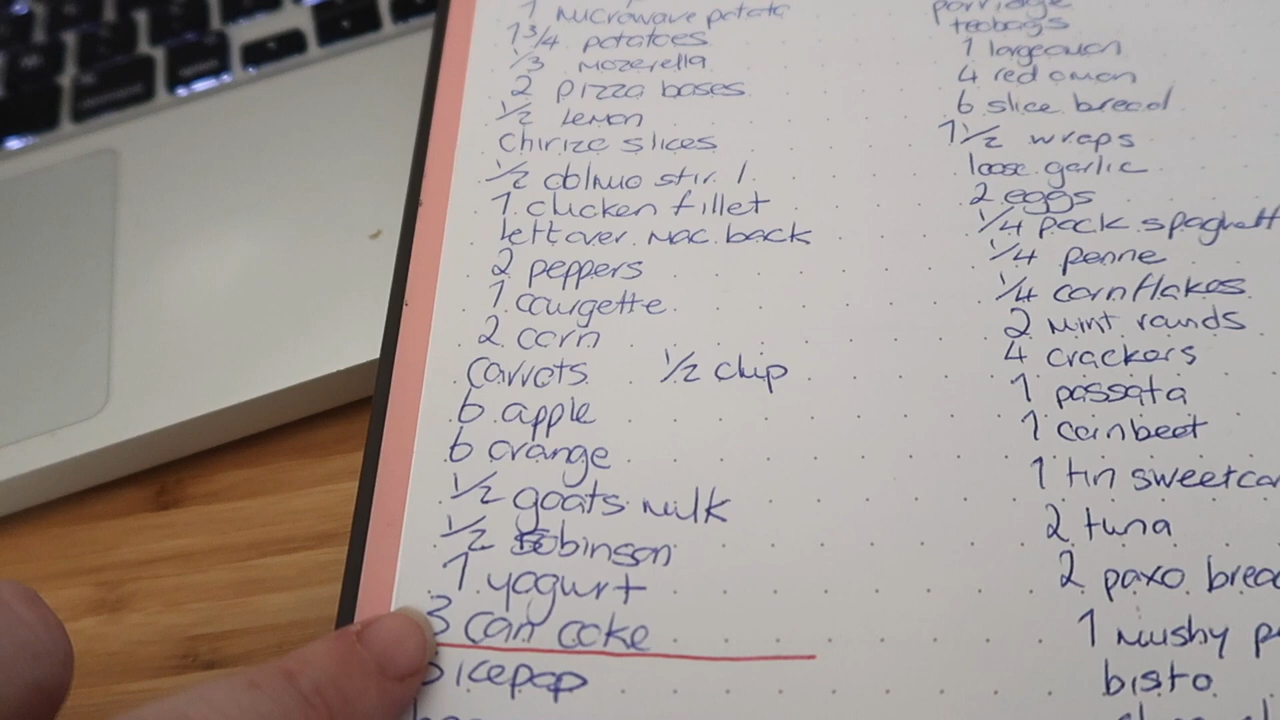 1 microwave potato
1 3/4 potatoes
1/3 mozerella
2 pizza bases
1/2 lemon
Chirizo slices
1/2 oblmuo stir. 1
1 chicken fillet
leftover mac. back
2 peppers
1 courgette
2 corn
Carrots 1/2 chip
6 apple
6 orange
1/2 goats milk
1/2 Robinson
1 yogurt
3 can coke
icepop
porridge
teabags
1 large onion
4 red onion
6 slice bread
1 1/2 wraps
loose garlic
2 eggs
1/4 pack spaghett
1/4 penne
1/4 cornflakes
2 mint rounds
4 crackers
1 passata
1 cornbeef
1 tin sweetcor
2 tuna
2 paxo bread
1 mushy p
bisto